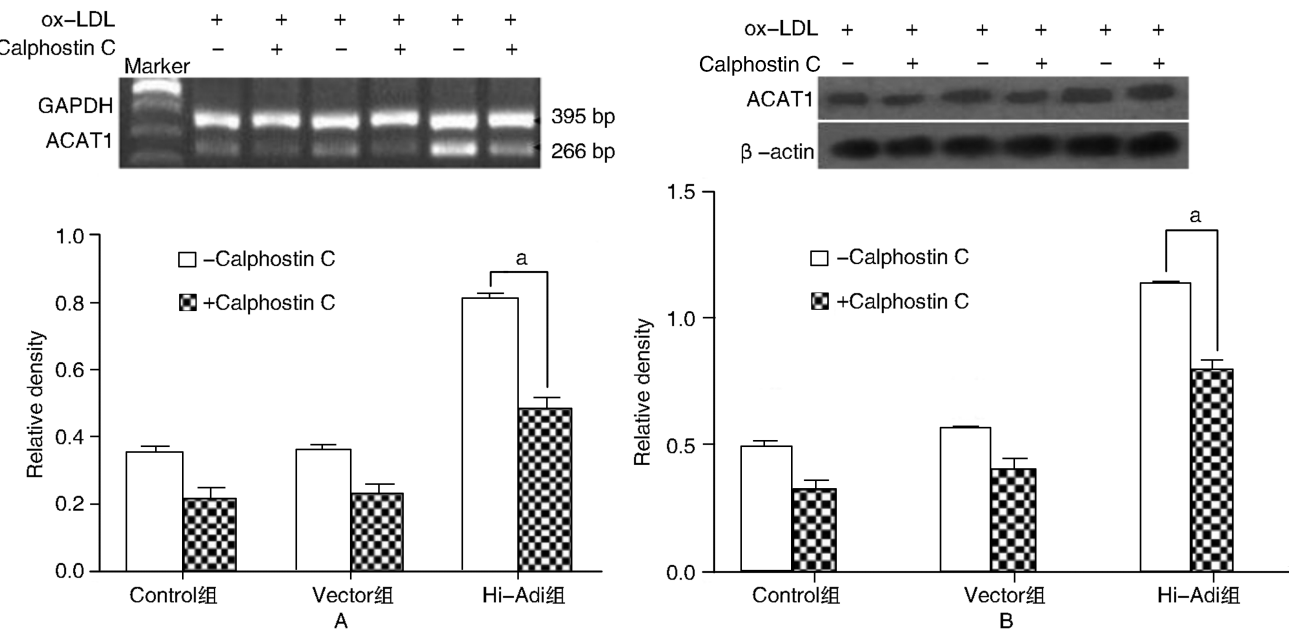 ox-LDL + + + + + +
Calphostin C − + − + − +
Marker
GAPDH
395 bp
ACAT1
266 bp
1.0
0.8
0.6
0.4
0.2
0.0
Relative density
−Calphostin C
+Calphostin C
a
Control组 Vector组 Hi-Adi组
A
ox-LDL + + + + + +
Calphostin C − + − + − +
ACAT1
β-actin
1.5
1.0
0.5
0.0
Relative density
−Calphostin C
+Calphostin C
a
Control组 Vector组 Hi-Adi组
B